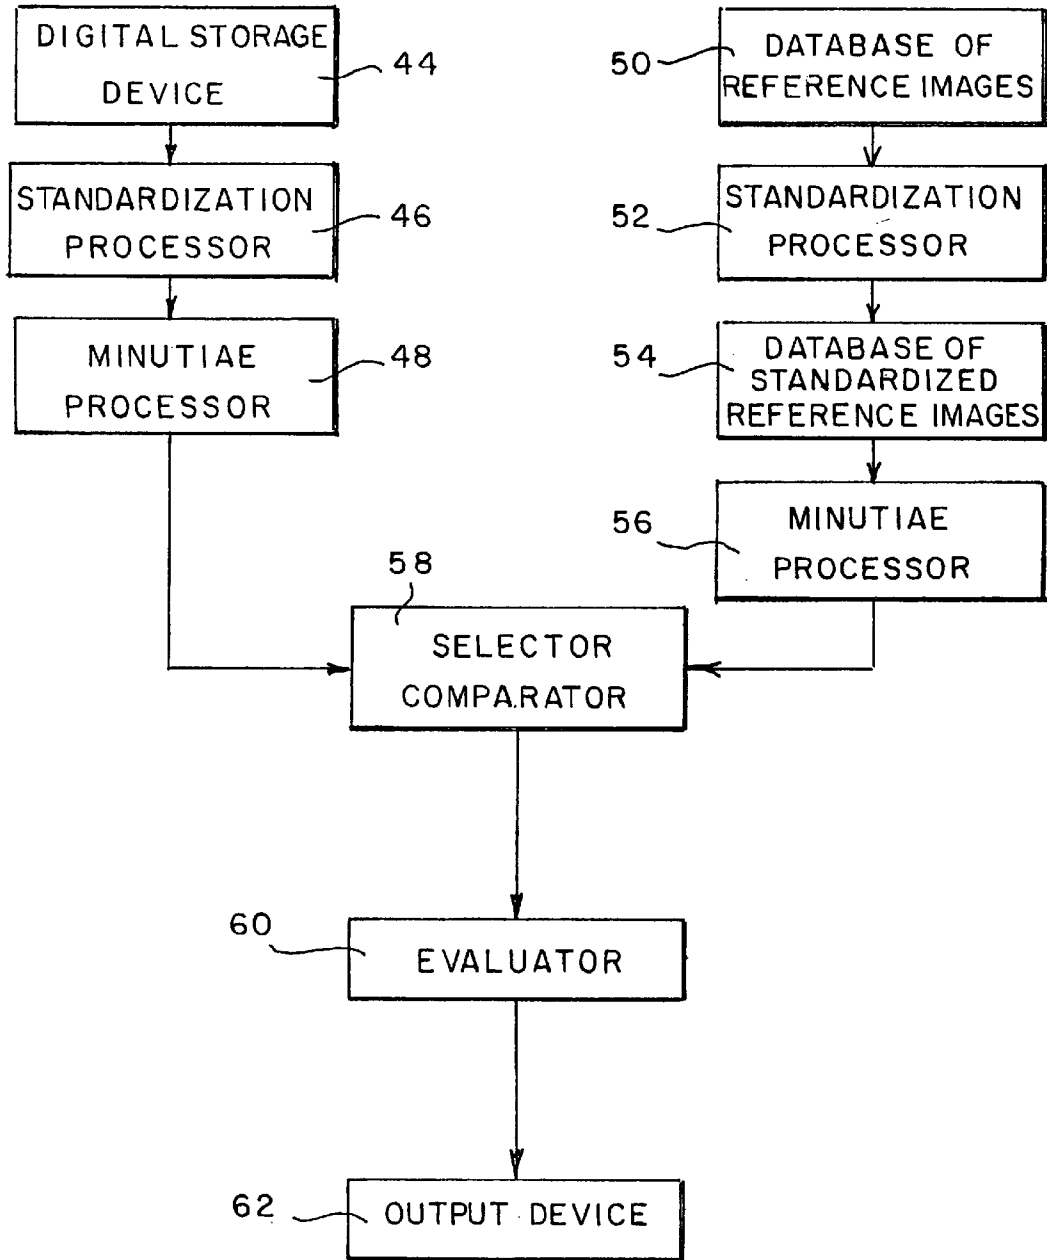 DIGITAL STORAGE
DEVICE
44
STANDARDIZATION
PROCESSOR
46
MINUTIAE
PROCESSOR
48
50
DATABASE OF
REFERENCE IMAGES
52
STANDARDIZATION
PROCESSOR
54
DATABASE OF
STANDARDIZED
REFERENCE IMAGES
56
MINUTIAE
PROCESSOR
58
SELECTOR
COMPARATOR
60
EVALUATOR
62
OUTPUT DEVICE